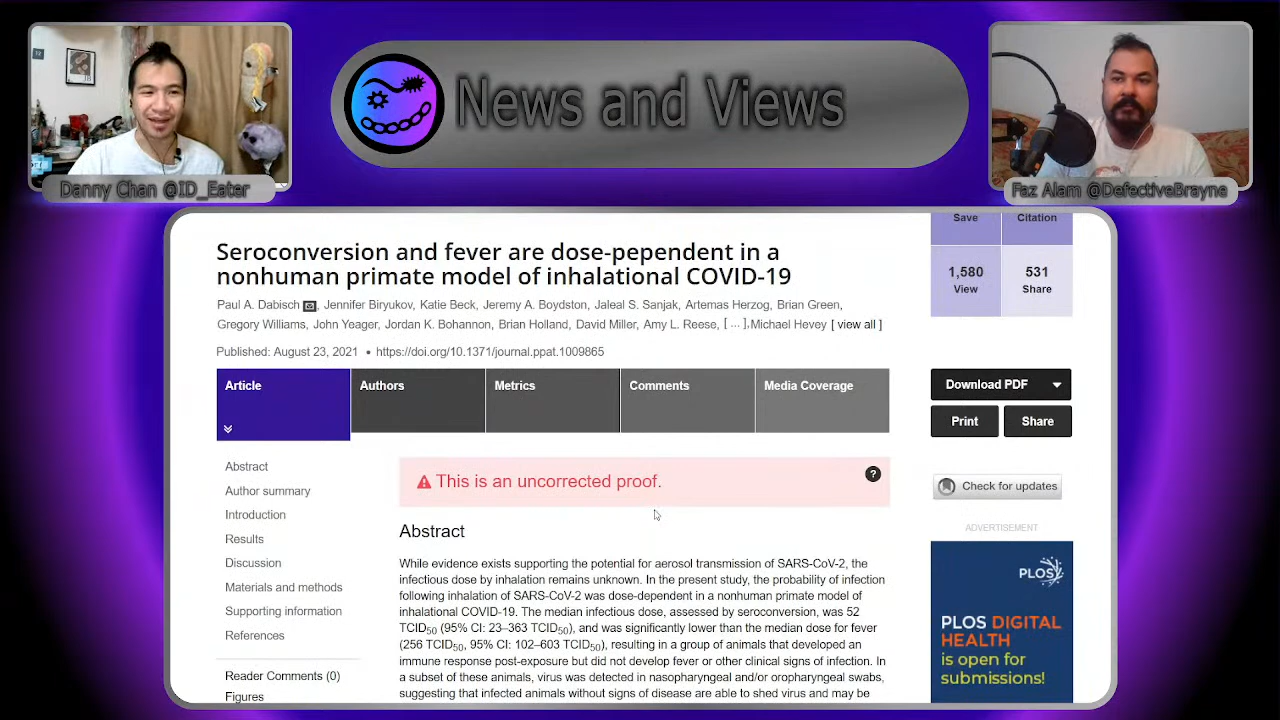 News and Views
Danny Chan @ID_Eater
Faz Alam @DefectiveBrayne
Seroconversion and fever are dose-pependent in a
nonhuman primate model of inhalational COVID-19
Paul A. Dabisch, Jennifer Biryukov, Katie Beck, Jeremy A. Boydston, Jaleal S. Sanjak, Artemas Herzog, Brian Green,
Gregory Williams, John Yeager, Jordan K. Bohannon, Brian Holland, David Miller, Amy L. Reese, [ ... ], Michael Hevey [ view all ]
Published: August 23, 2021 • https://doi.org/10.1371/journal.ppat.1009865
Save
Citation
1,580
View
531
Share
Article
Authors
Metrics
Comments
Media Coverage
Download PDF
Print
Share
Check for updates
ADVERTISEMENT
PLOS
PLOS DIGITAL
HEALTH
is open for
submissions!
Abstract
Author summary
Introduction
Results
Discussion
Materials and methods
Supporting information
References
Reader Comments (0)
Figures
This is an uncorrected proof.
?
Abstract
While evidence exists supporting the potential for aerosol transmission of SARS-CoV-2, the
infectious dose by inhalation remains unknown. In the present study, the probability of infection
following inhalation of SARS-CoV-2 was dose-dependent in a nonhuman primate model of
inhalational COVID-19. The median infectious dose, assessed by seroconversion, was 52
TCID50 (95% CI: 23–363 TCID50), and was significantly lower than the median dose for fever
(256 TCID50, 95% CI: 102–603 TCID50), resulting in a group of animals that developed an
immune response post-exposure but did not develop fever or other clinical signs of infection. In
a subset of these animals, virus was detected in nasopharyngeal and/or oropharyngeal swabs,
suggesting that infected animals without signs of disease are able to shed virus and may be